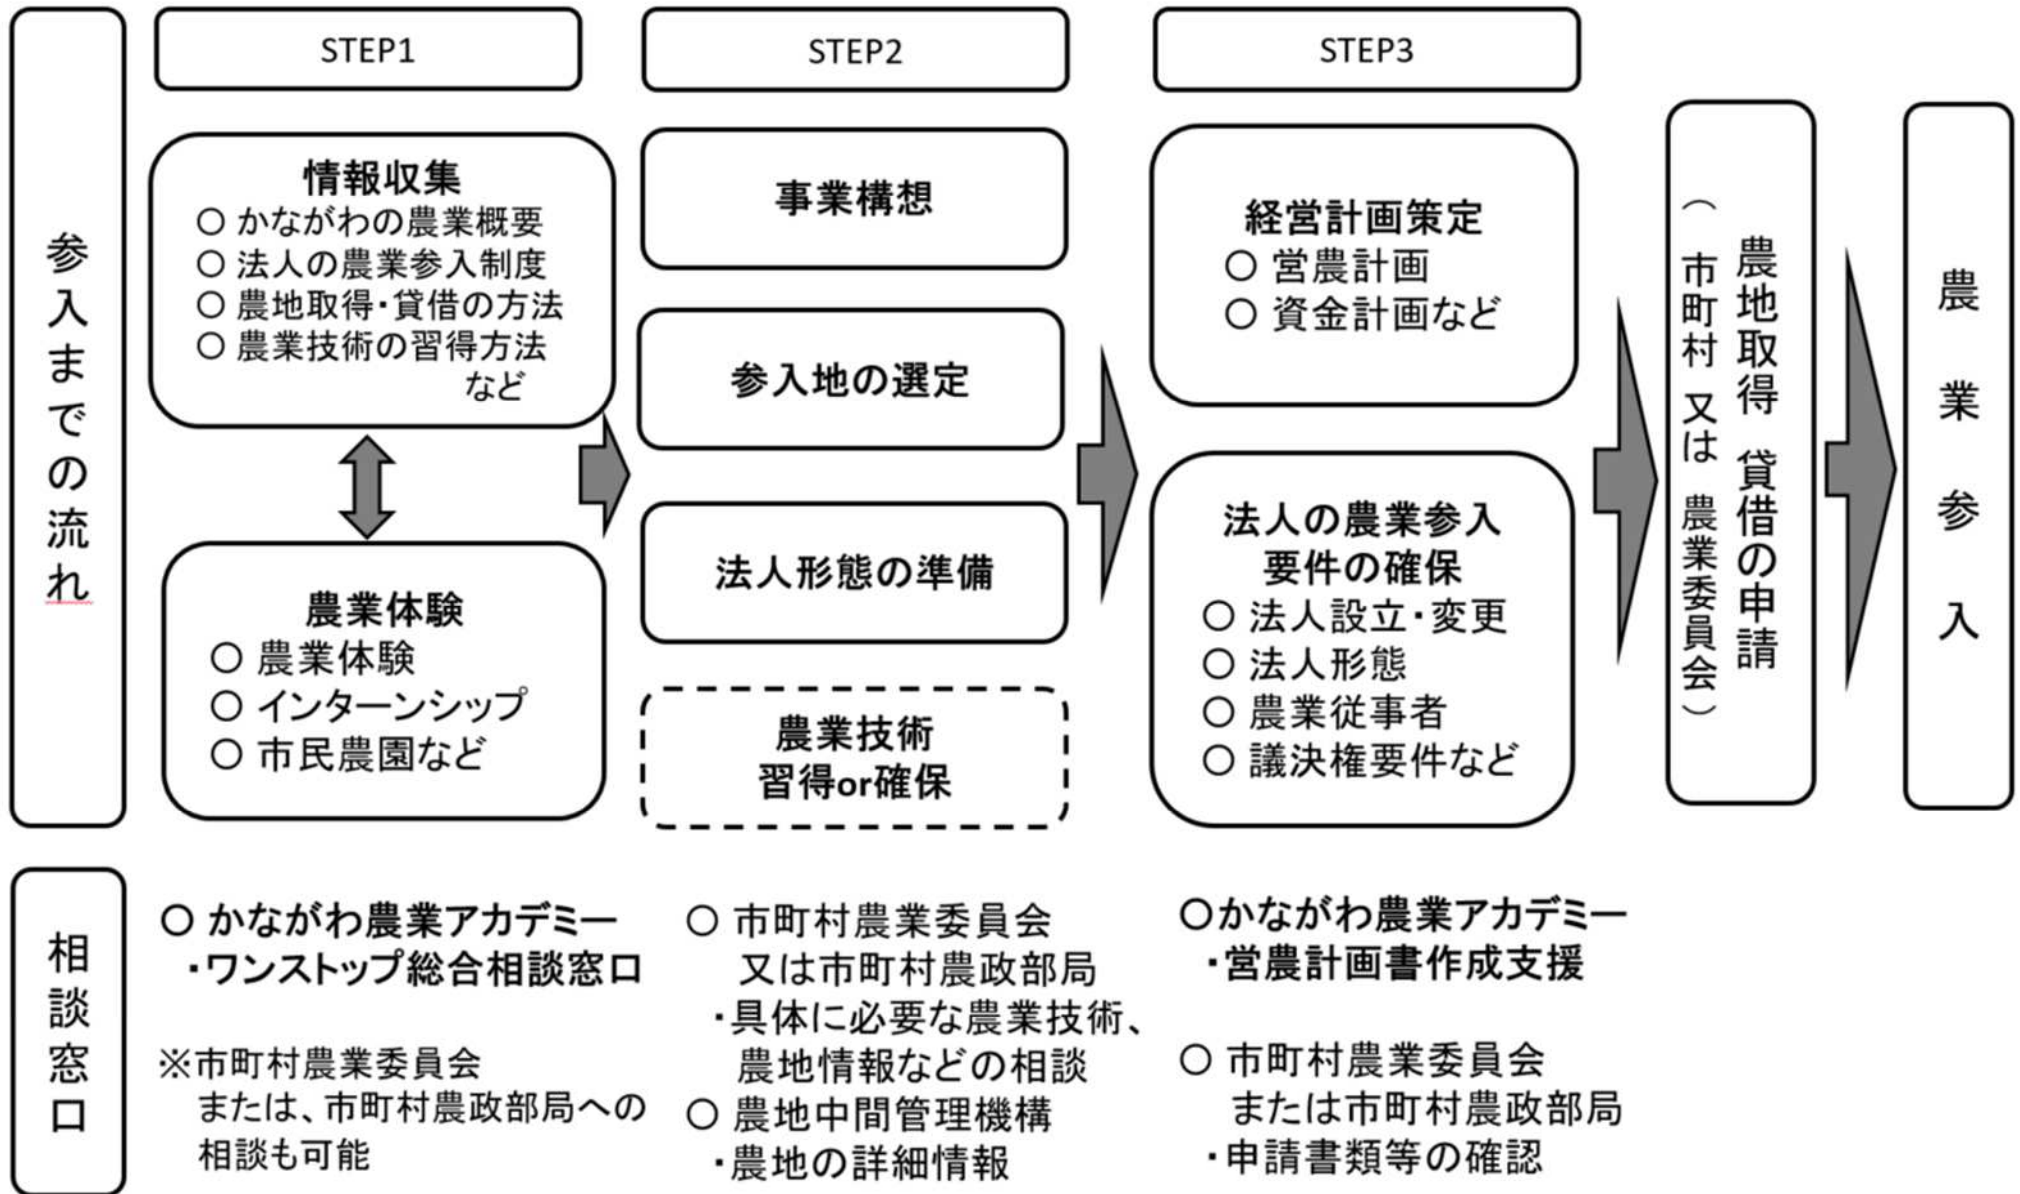 参入までの流れ
STEP1
情報収集
○ かながわの農業概要
○ 法人の農業参入制度
○ 農地取得・貸借の方法
○ 農業技術の習得方法
など
農業体験
○ 農業体験
○ インターンシップ
○ 市民農園など
STEP2
事業構想
参入地の選定
法人形態の準備
農業技術
習得or確保
STEP3
経営計画策定
○ 営農計画
○ 資金計画など
法人の農業参入
要件の確保
○ 法人設立・変更
○ 法人形態
○ 農業従事者
○ 議決権要件など
農地取得 貸借の申請
（ 市町村 又は 農業委員会）
農業参入
相談窓口
○ かながわ農業アカデミー
・ワンストップ総合相談窓口
※市町村農業委員会
または、市町村農政部局への
相談も可能
○ 市町村農業委員会
又は市町村農政部局
・具体に必要な農業技術、
農地情報などの相談
○ 農地中間管理機構
・農地の詳細情報
○かながわ農業アカデミー
・営農計画書作成支援
○ 市町村農業委員会
または市町村農政部局
・申請書類等の確認